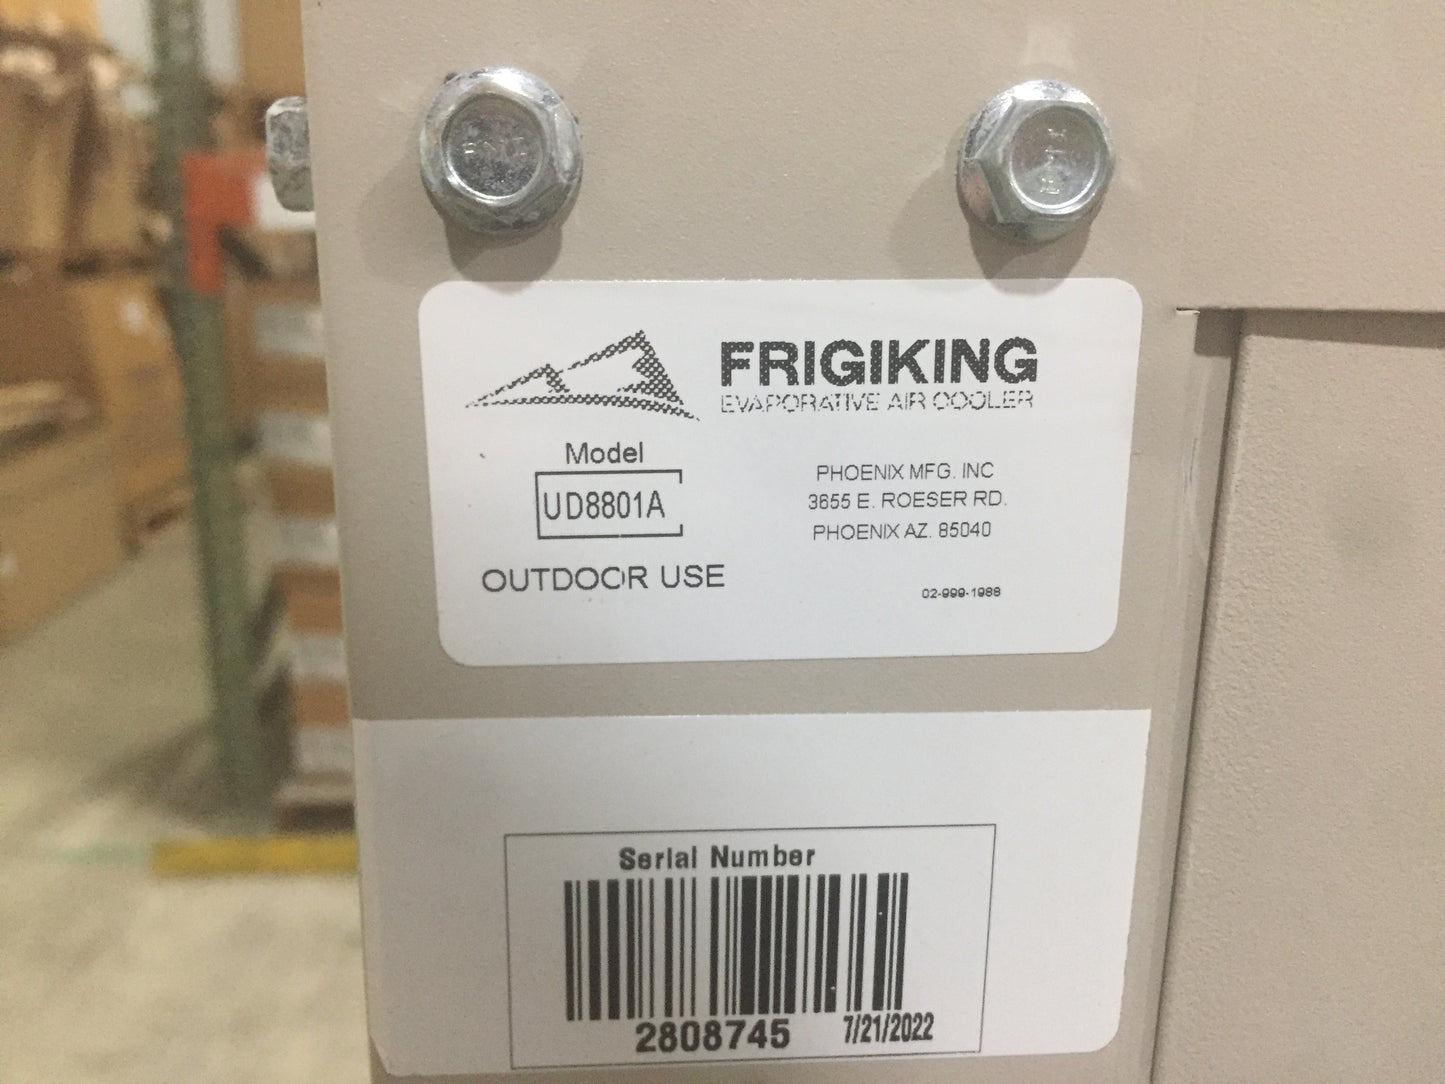 FRIGIKING
EVAPORATIVE AIR COOLER
Model
UD8801A
OUTDOOR USE
PHOENIX MFG. INC
3655 E. ROESER RD.
PHOENIX AZ. 85040
02-999-1988
Serial Number
2808745 7/21/2022